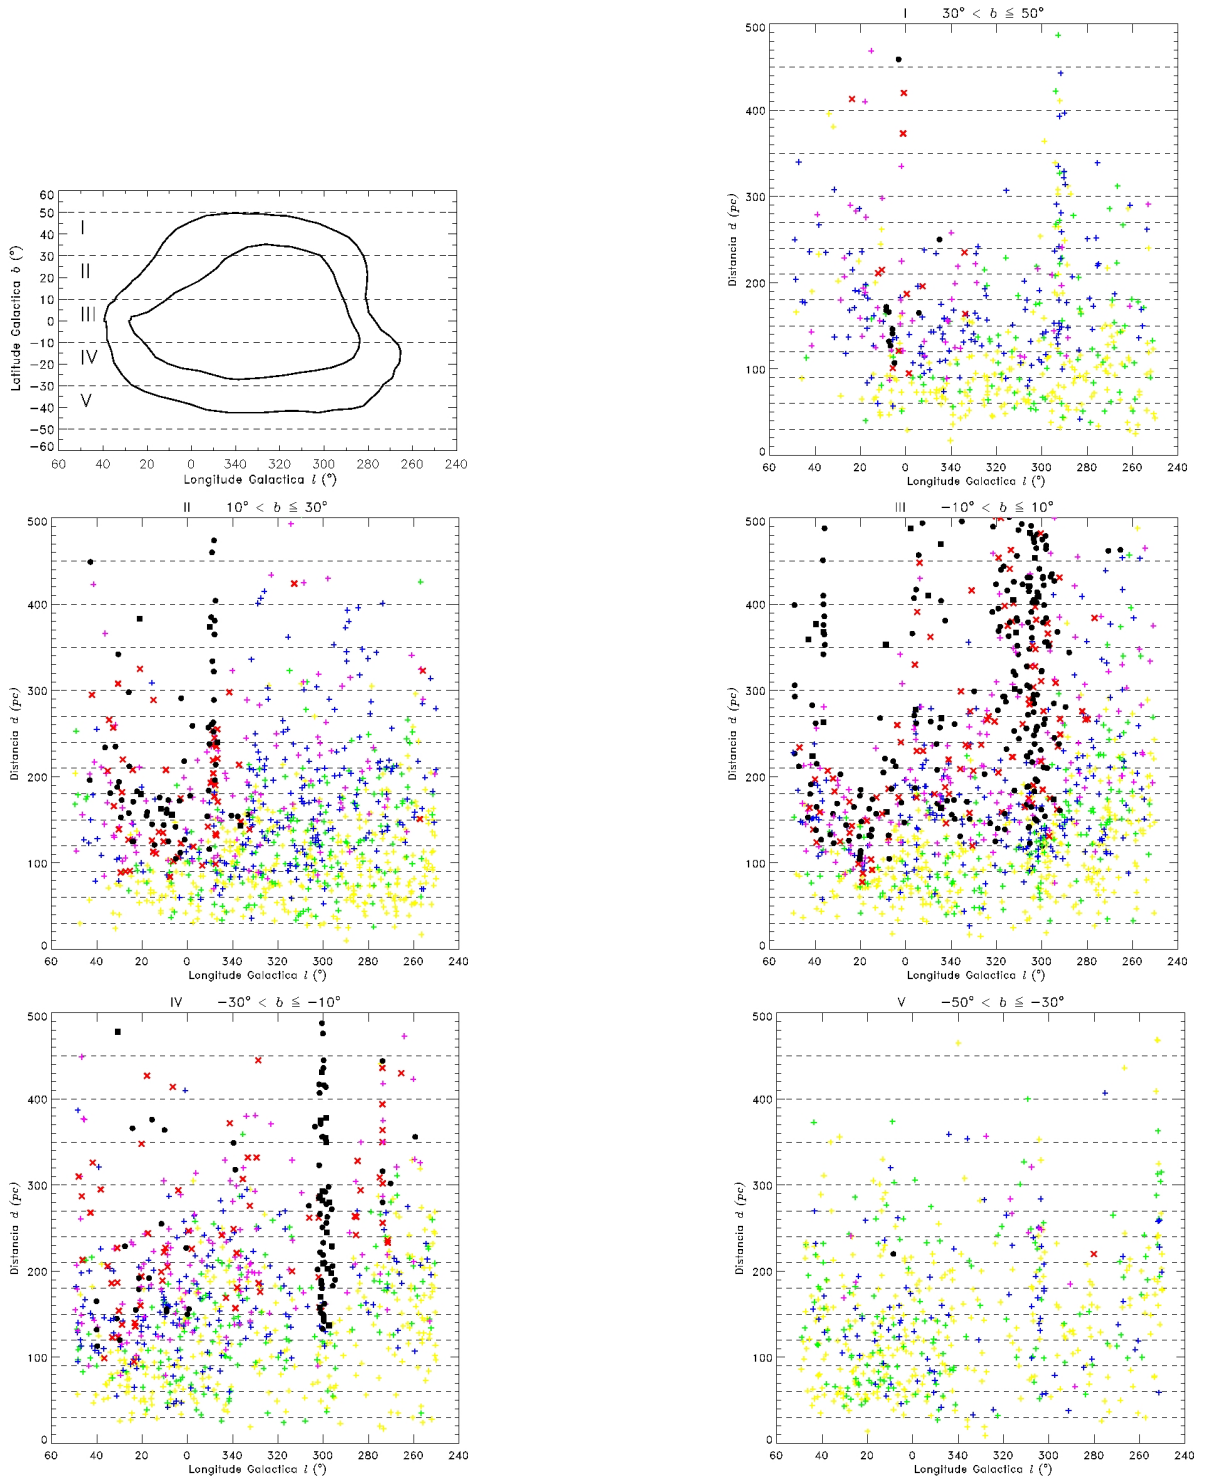 I 30° < b ≦ 50°
500
400
300
200
100
0
Distancia d (pc)
60 40 20 0 340 320 300 280 260 240
Longitude Galactica l (°)
60
50
40
30
20
10
0
−10
−20
−30
−40
−50
−60
Latitude Galactica b (°)
I
II
III
IV
V
60 40 20 0 340 320 300 280 260 240
Longitude Galactica l (°)
II 10° < b ≦ 30°
500
400
300
200
100
0
Distancia d (pc)
60 40 20 0 340 320 300 280 260 240
Longitude Galactica l (°)
III −10° < b ≦ 10°
500
400
300
200
100
0
Distancia d (pc)
60 40 20 0 340 320 300 280 260 240
Longitude Galactica l (°)
IV −30° < b ≦ −10°
500
400
300
200
100
0
Distancia d (pc)
60 40 20 0 340 320 300 280 260 240
Longitude Galactica l (°)
V −50° < b ≦ −30°
500
400
300
200
100
0
Distancia d (pc)
60 40 20 0 340 320 300 280 260 240
Longitude Galactica l (°)